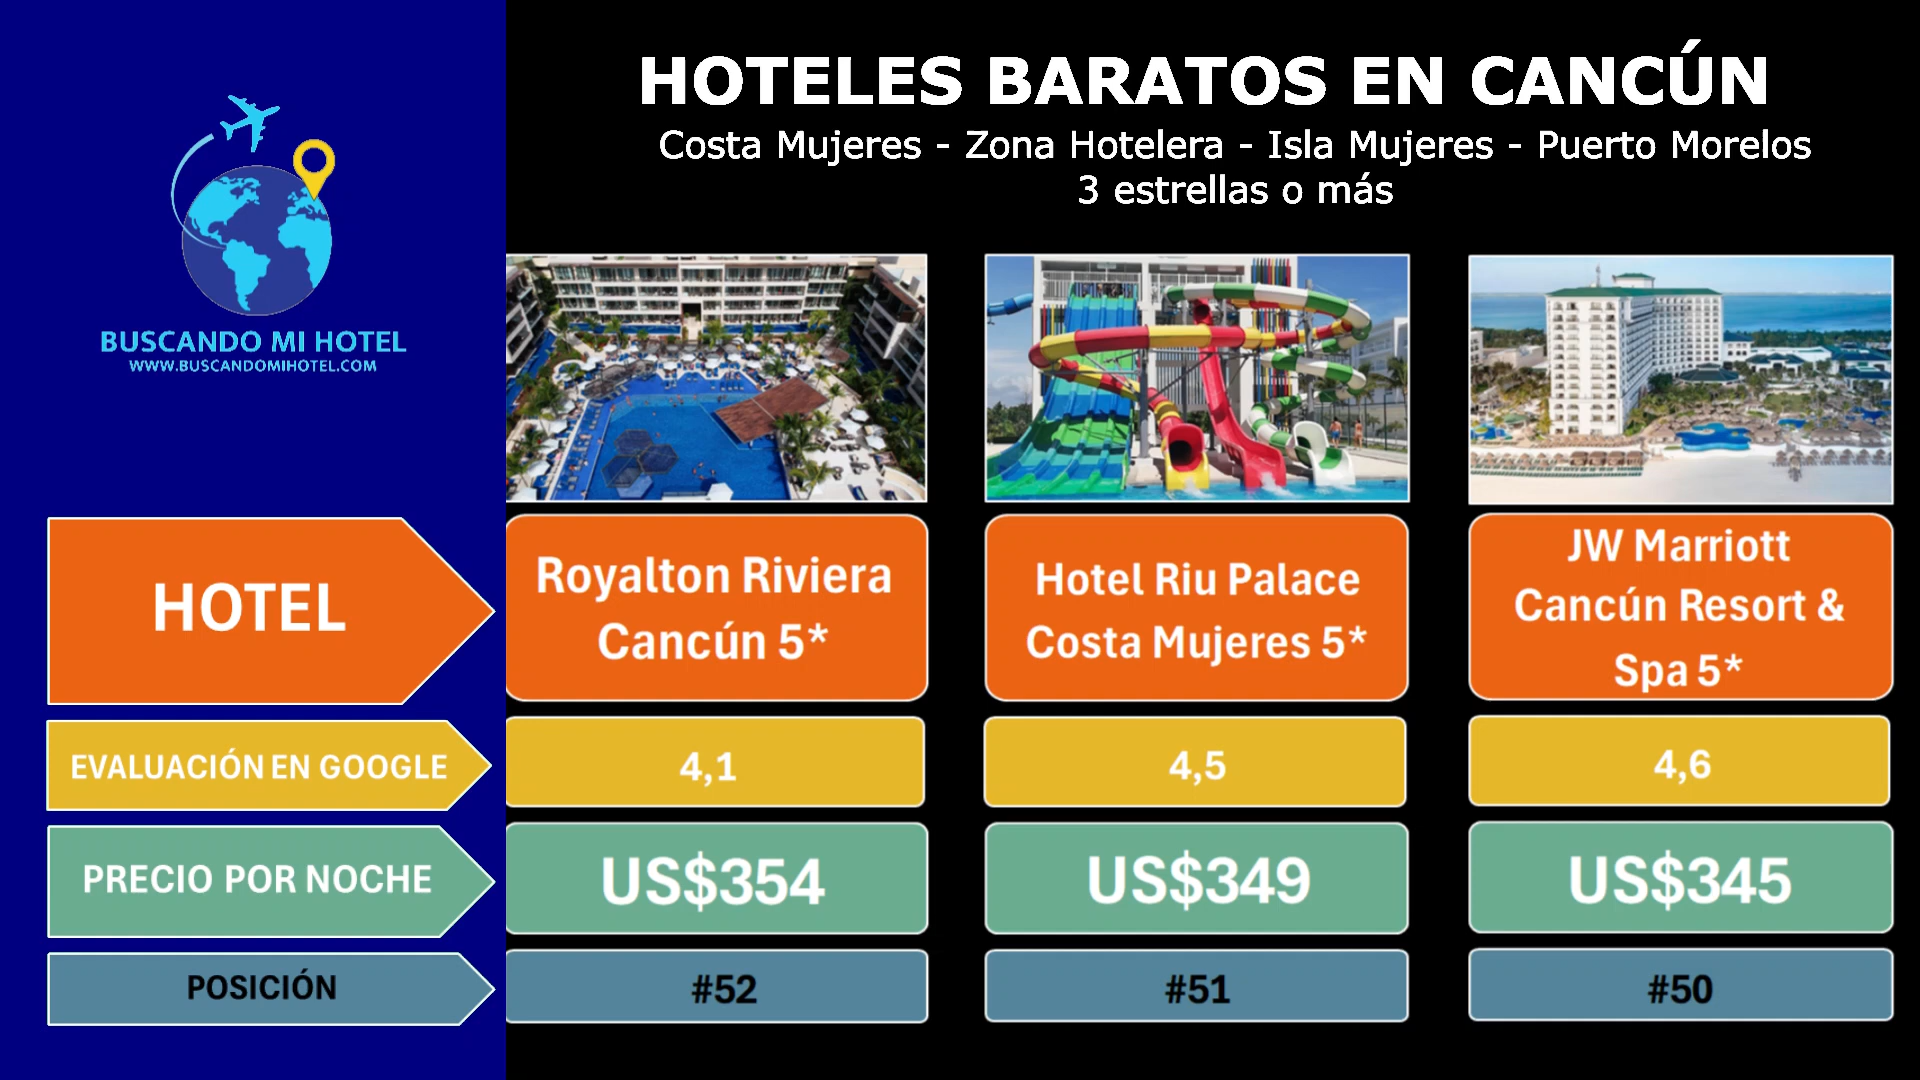 HOTELES BARATOS EN CANCÚN
Costa Mujeres - Zona Hotelera - Isla Mujeres - Puerto Morelos
3 estrellas o más
BUSCANDO MI HOTEL
WWW.BUSCANDOMIHOTEL.COM
HOTEL
Royalton Riviera
Cancún 5*
Hotel Riu Palace
Costa Mujeres 5*
JW Marriott
Cancún Resort &
Spa 5*
EVALUACIÓN EN GOOGLE
4,1
4,5
4,6
PRECIO POR NOCHE
US$354
US$349
US$345
POSICIÓN
#52
#51
#50